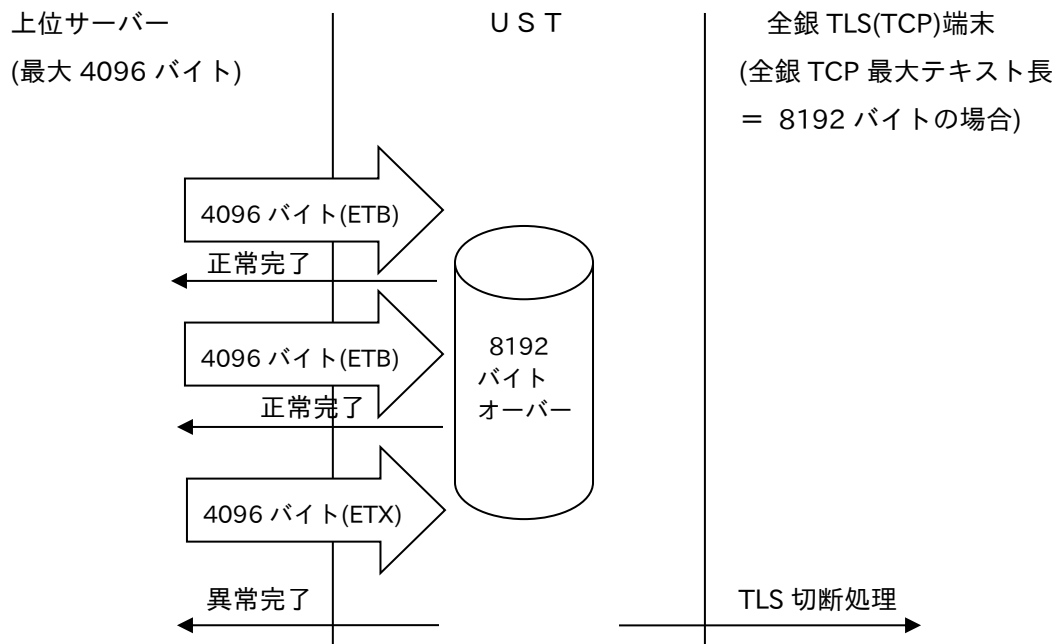 上位サーバー
(最大 4096 バイト)
ＵＳＴ
全銀 TLS(TCP)端末
(全銀 TCP 最大テキスト長
＝ 8192 バイトの場合)
4096 バイト(ETB)
正常完了
4096 バイト(ETB)
正常完了
8192
バイト
オーバー
4096 バイト(ETX)
異常完了
TLS 切断処理